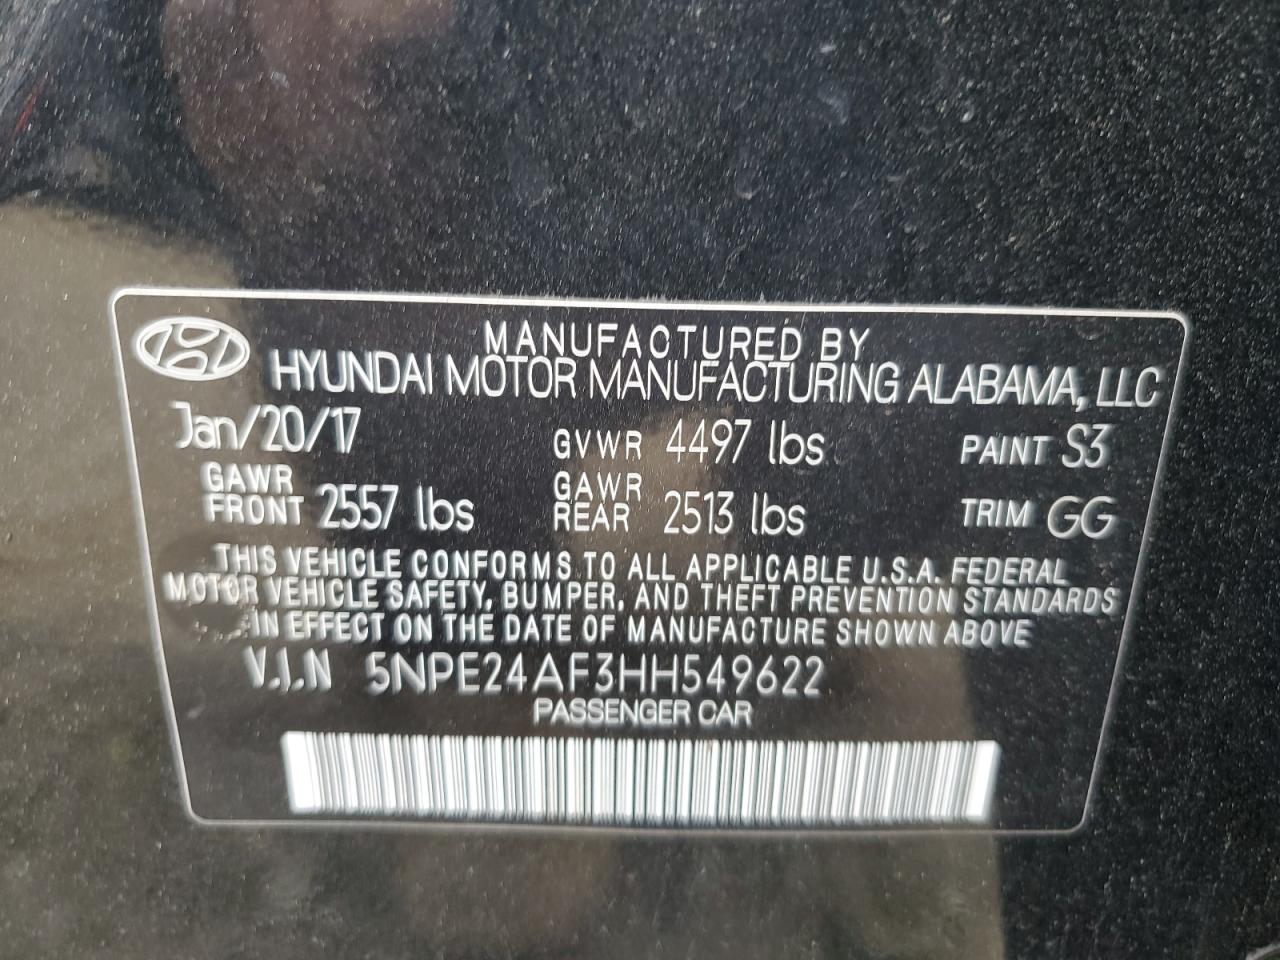 MANUFACTURED BY
HYUNDAI MOTOR MANUFACTURING ALABAMA, LLC
Jan/20/17 GVWR 4497 lbs PAINT S3
GAWR FRONT 2557 lbs GAWR REAR 2513 lbs TRIM GG
THIS VEHICLE CONFORMS TO ALL APPLICABLE U.S.A. FEDERAL
MOTOR VEHICLE SAFETY, BUMPER, AND THEFT PREVENTION STANDARDS
IN EFFECT ON THE DATE OF MANUFACTURE SHOWN ABOVE
V.I.N 5NPE24AF3HH549622
PASSENGER CAR